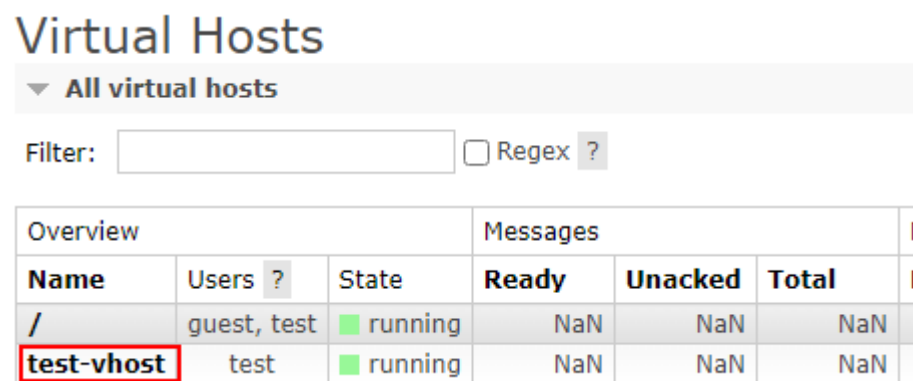 Virtual Hosts
All virtual hosts
Filter: Regex ?
Overview Messages
Name Users ? State Ready Unacked Total
/ guest, test running NaN NaN NaN
test-vhost test running NaN NaN NaN